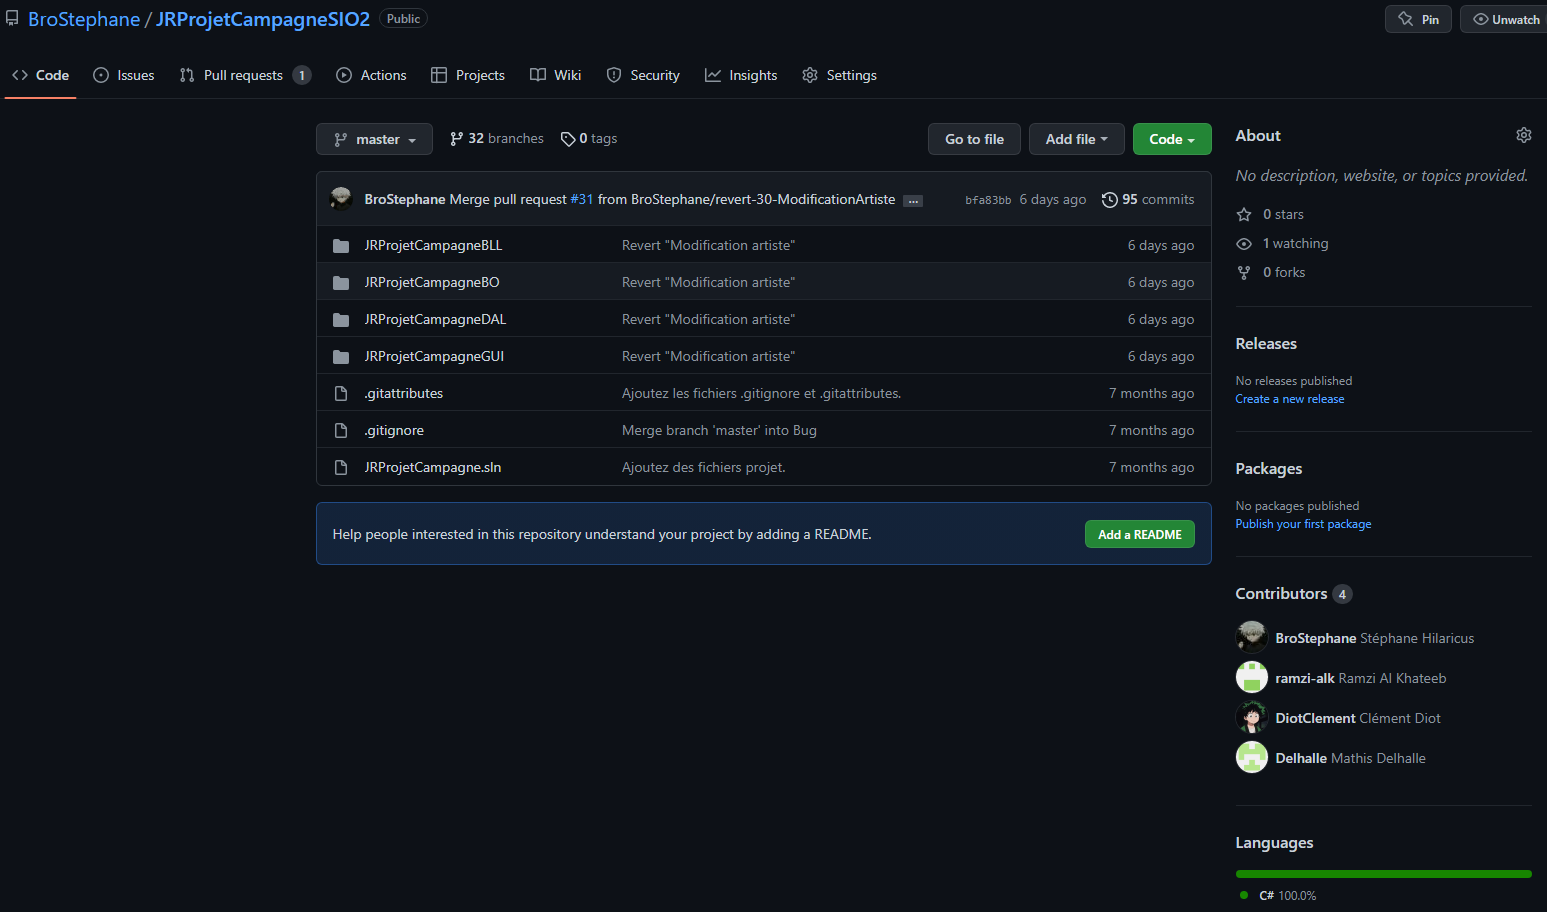 BroStephane / JRProjetCampagneSIO2 Public
Pin Unwatch
Code Issues Pull requests 1 Actions Projects Wiki Security Insights Settings
master 32 branches 0 tags Go to file Add file Code
BroStephane Merge pull request #31 from BroStephane/revert-30-ModificationArtiste ... bfa83bb 6 days ago 95 commits
JRProjetCampagneBLL Revert "Modification artiste" 6 days ago
JRProjetCampagneBO Revert "Modification artiste" 6 days ago
JRProjetCampagneDAL Revert "Modification artiste" 6 days ago
JRProjetCampagneGUI Revert "Modification artiste" 6 days ago
.gitattributes Ajoutez les fichiers .gitignore et .gitattributes. 7 months ago
.gitignore Merge branch 'master' into Bug 7 months ago
JRProjetCampagne.sln Ajoutez des fichiers projet. 7 months ago
Help people interested in this repository understand your project by adding a README. Add a README
About
No description, website, or topics provided.
0 stars
1 watching
0 forks
Releases
No releases published
Create a new release
Packages
No packages published
Publish your first package
Contributors 4
BroStephane Stéphane Hilaricus
ramzi-alk Ramzi Al Khateeb
DiotClement Clément Diot
Delhalle Mathis Delhalle
Languages
C# 100.0%